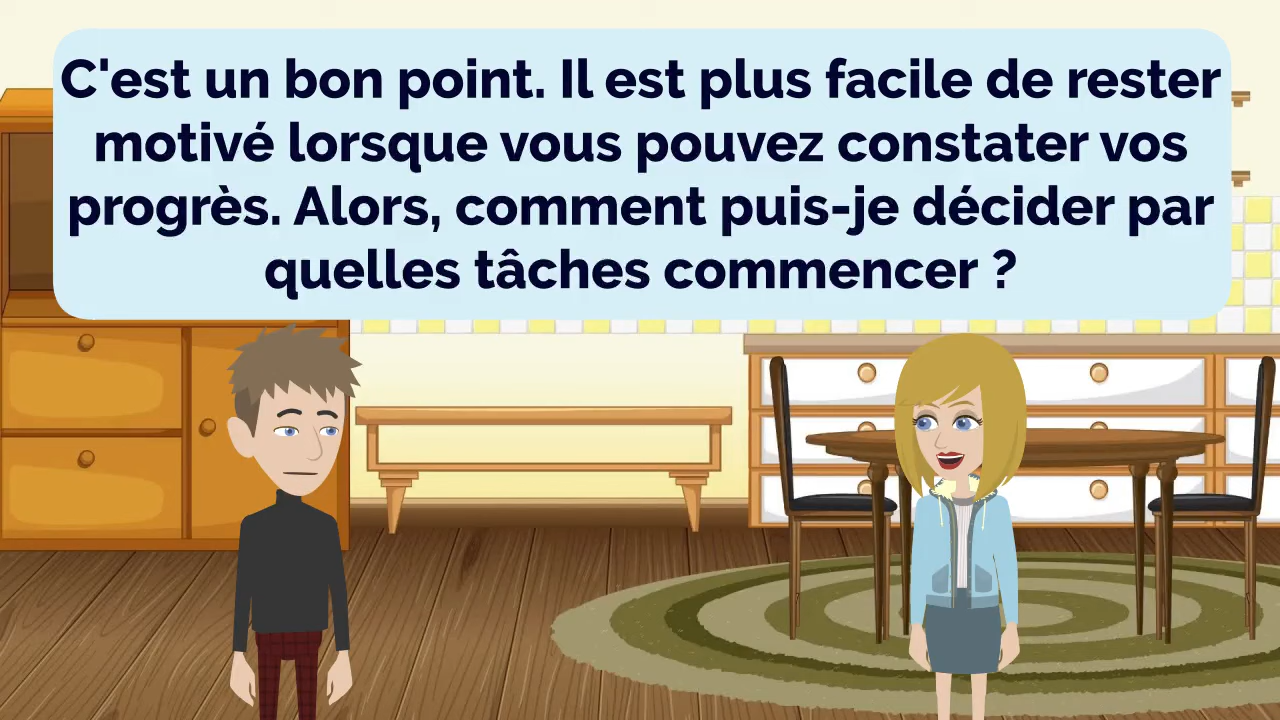 C'est un bon point. Il est plus facile de rester
motivé lorsque vous pouvez constater vos
progrès. Alors, comment puis-je décider par
quelles tâches commencer ?